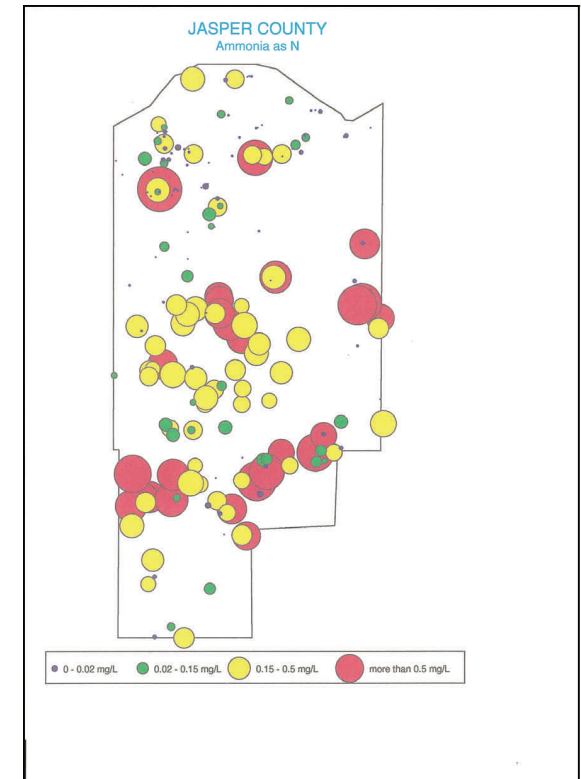 JASPER COUNTY
Ammonia as N
0 - 0.02 mg/L
0.02 - 0.15 mg/L
0.15 - 0.5 mg/L
more than 0.5 mg/L